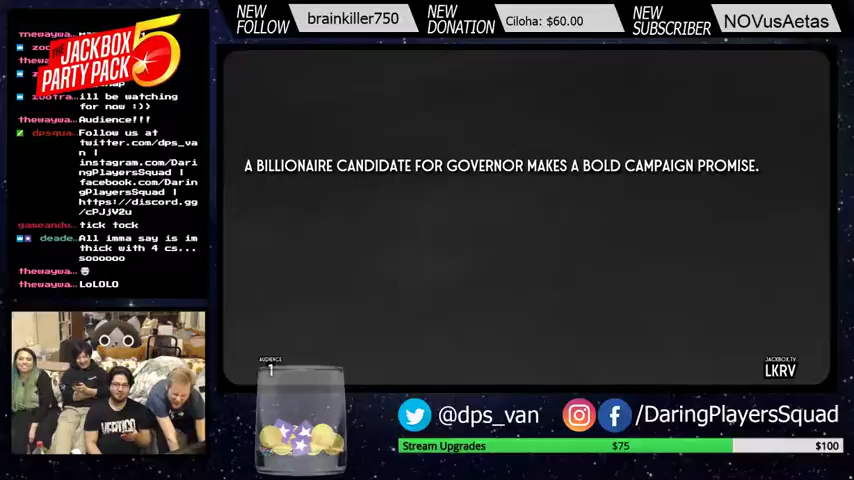 NEW FOLLOW
brainkiller750
NEW DONATION
Ciloha: $60.00
NEW SUBSCRIBER
NOVusAetas
THE JACKBOX PARTY PACK 5
ill be watching
for now :))
thewaywa… Audience!!!
dpsqua… Follow us at
twitter.com/dps_va
n |
instagram.com/Dari
ngPlayersSquad |
facebook.com/Darin
gPlayersSquad |
https://discord.gg
/cPJjV2u
gameandw… tick tock
deade… All imma say is im
thick with 4 cs...
soooooo
thewaywa…
thewaywa… LoLOLO
A BILLIONAIRE CANDIDATE FOR GOVERNOR MAKES A BOLD CAMPAIGN PROMISE.
AUDIENCE
1
JACKBOX.TV
LKRV
VERTIGO
@dps_van
/DaringPlayersSquad
Stream Upgrades
$75
$100